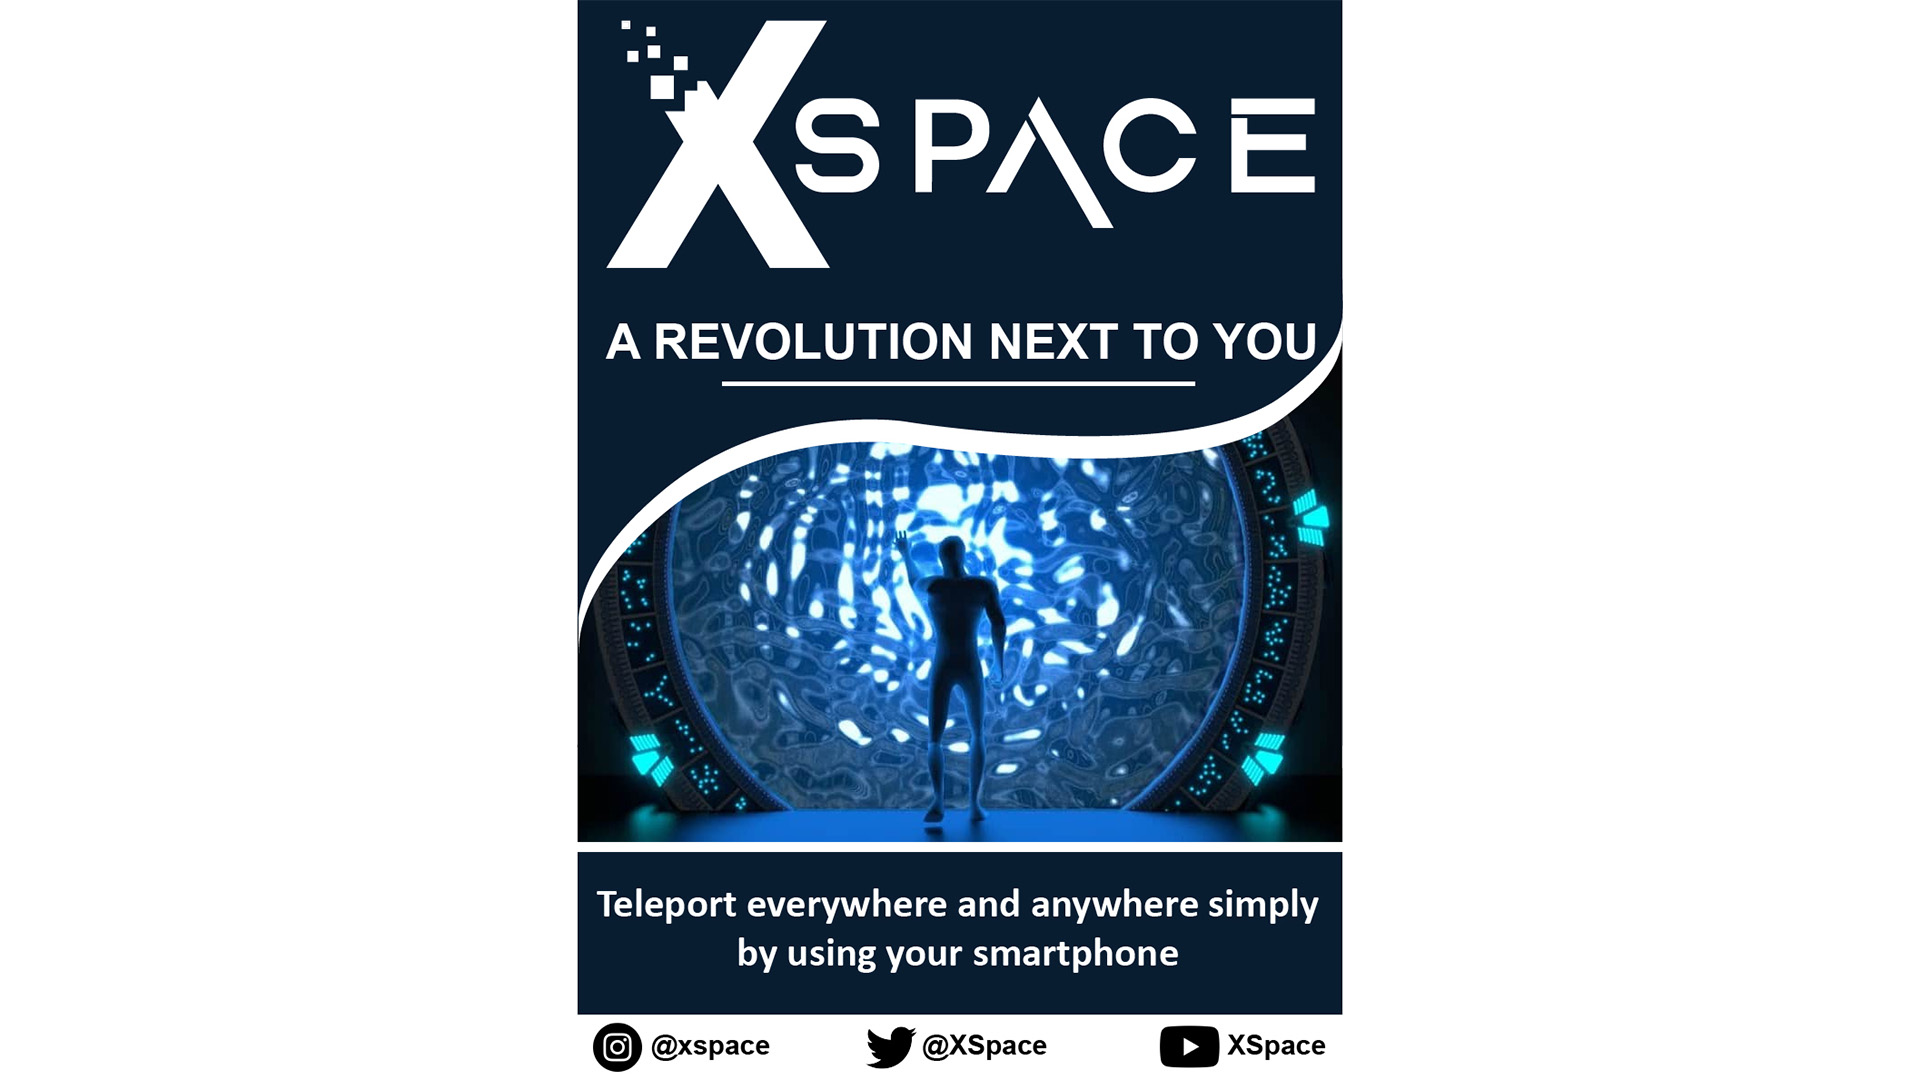 XSPACE
A REVOLUTION NEXT TO YOU
Teleport everywhere and anywhere simply
by using your smartphone
@xspace @XSpace XSpace